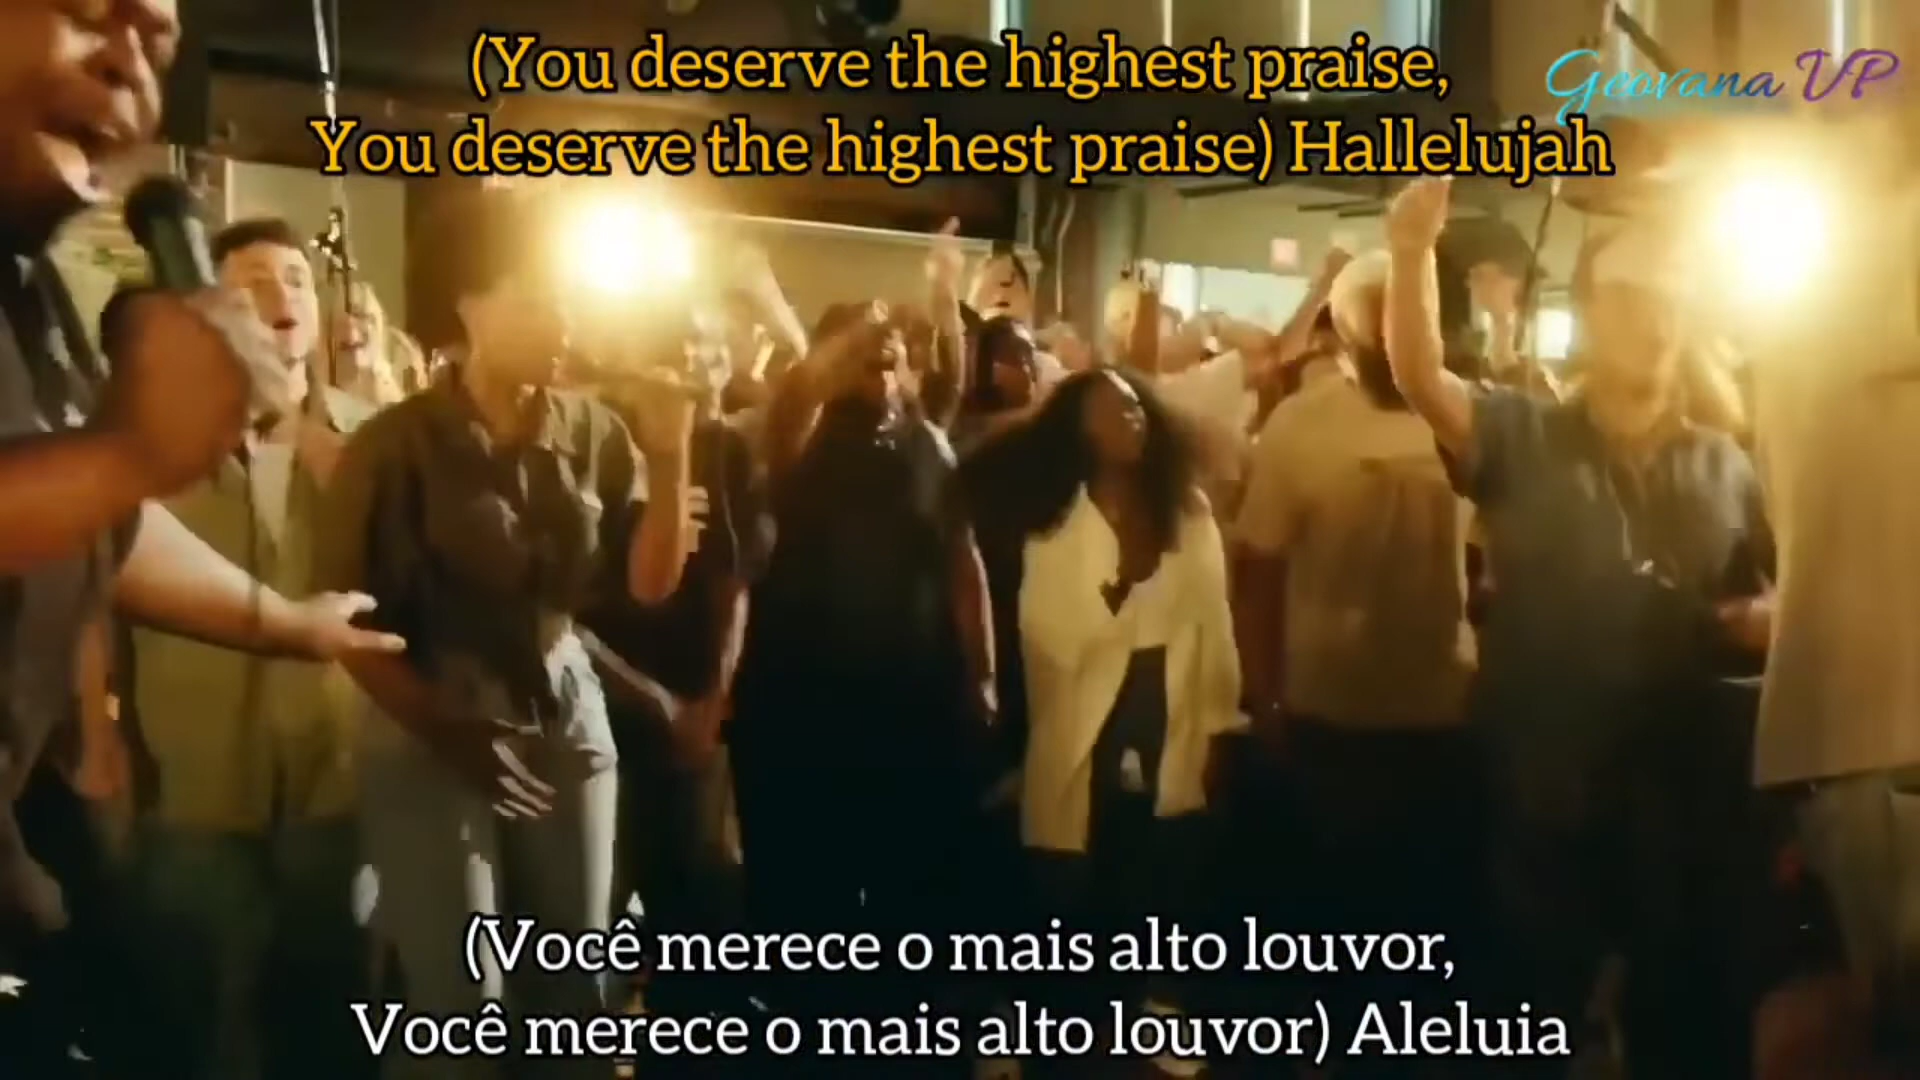 (You deserve the highest praise,
Geovana VP
You deserve the highest praise) Hallelujah
(Você merece o mais alto louvor,
Você merece o mais alto louvor) Aleluia